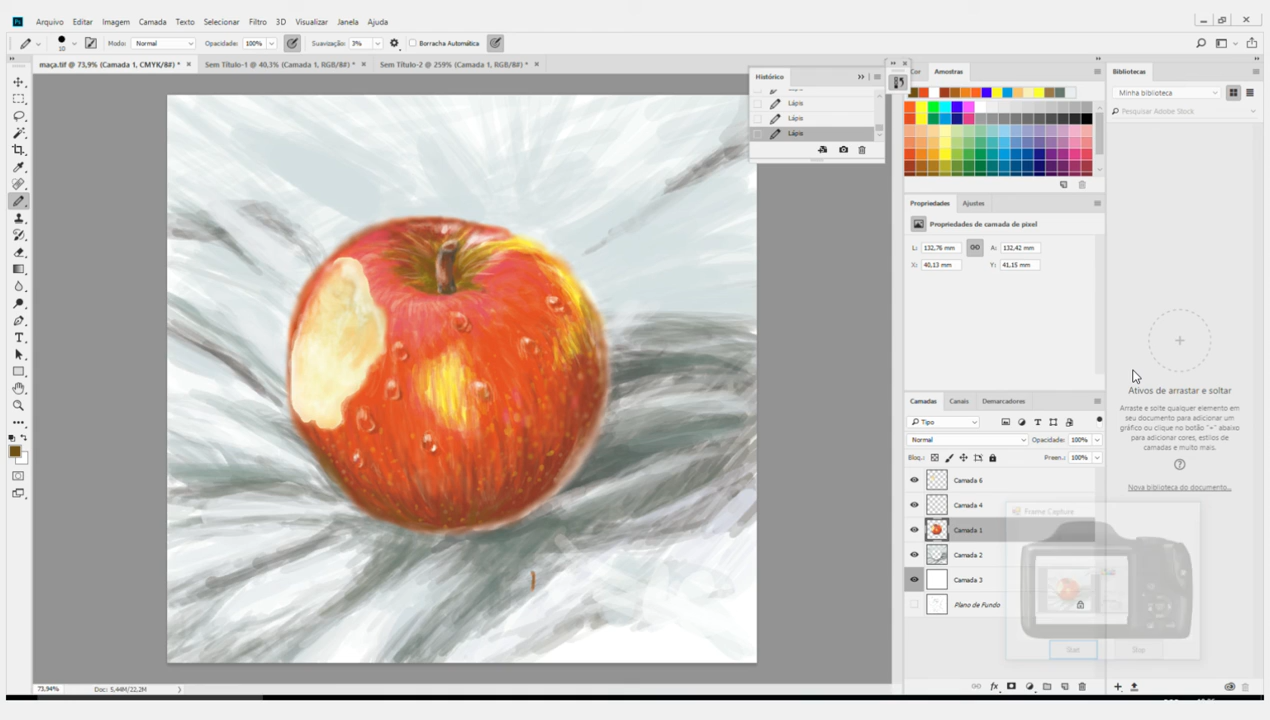 Ps Arquivo Editar Imagem Camada Texto Selecionar Filtro 3D Visualizar Janela Ajuda
10 Modo: Normal Opacidade: 100% Suavização: 3% Borracha Automática
maça.tif @ 73,9% (Camada 1, CMYK/8#) * × Sem Título-1 @ 40,3% (Camada 1, RGB/8#) * × Sem Título-2 @ 259% (Camada 1, RGB/8#) * ×
Histórico
Lápis
Lápis
Lápis
Lápis
Cor Amostras
Propriedades Ajustes
Propriedades de camada de pixel
L: 132,76 mm A: 132,42 mm
X: 40,13 mm Y: 41,15 mm
Camadas Canais Demarcadores
Tipo
Normal Opacidade: 100%
Bloq.: Preen.: 100%
Camada 6
Camada 4
Camada 1
Camada 2
Camada 3
Plano de Fundo
fx
Bibliotecas
Minha biblioteca
Pesquisar Adobe Stock
Ativos de arrastar e soltar
Arraste e solte qualquer elemento em
seu documento para adicionar um
gráfico ou clique no botão "+" abaixo
para adicionar cores, estilos de
camadas e muito mais.
Nova biblioteca do documento...
Frame Capture
Start Stop
73,94% Doc: 5,44M/22,2M